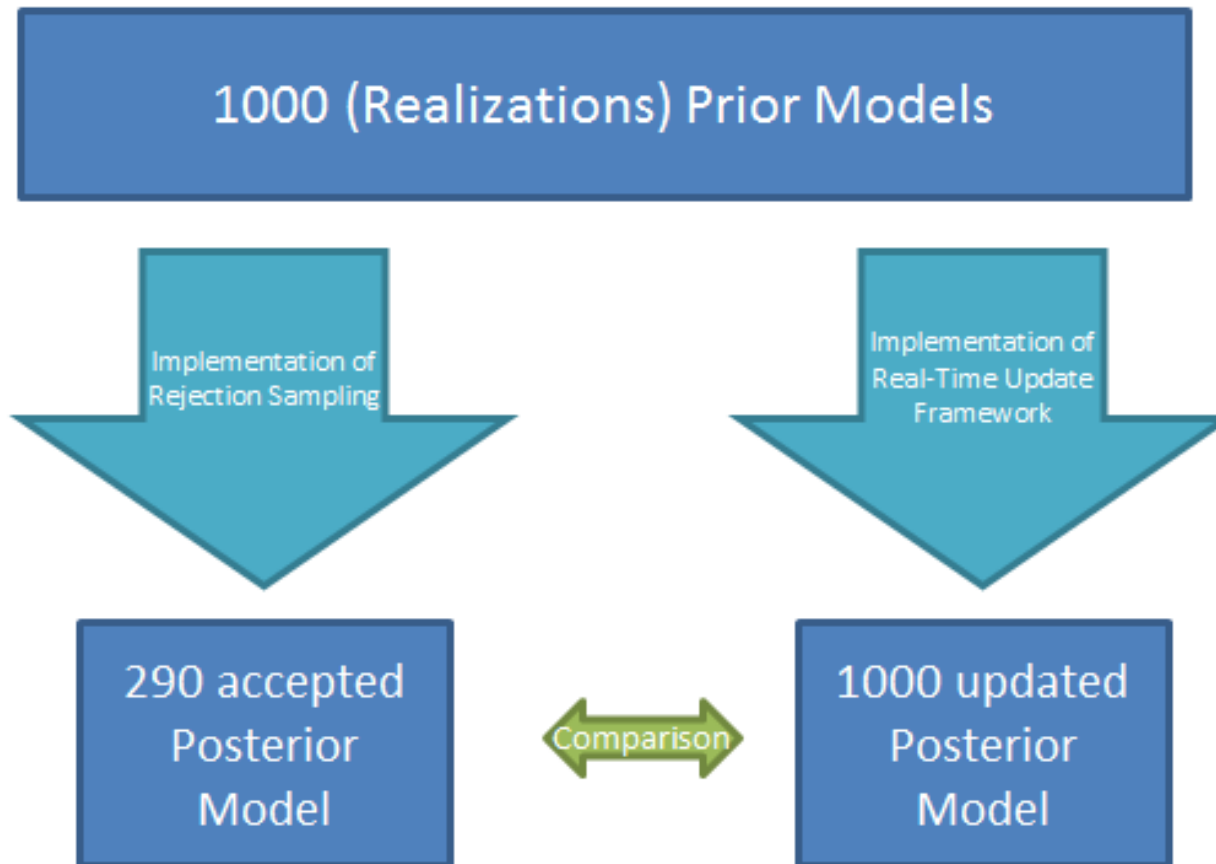 1000 (Realizations) Prior Models
Implementation of
Rejection Sampling
Implementation of
Real-Time Update
Framework
290 accepted
Posterior
Model
Comparison
1000 updated
Posterior
Model